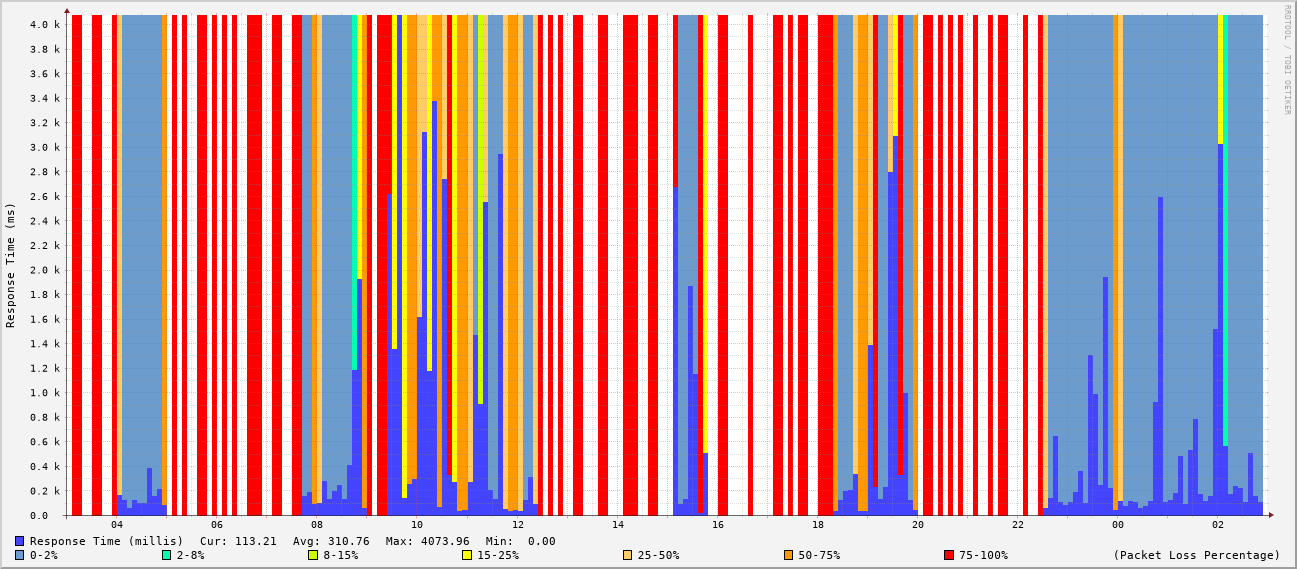 RRDTOOL / TOBI OETIKER
Response Time (ms)
4.0 k
3.8 k
3.6 k
3.4 k
3.2 k
3.0 k
2.8 k
2.6 k
2.4 k
2.2 k
2.0 k
1.8 k
1.6 k
1.4 k
1.2 k
1.0 k
0.8 k
0.6 k
0.4 k
0.2 k
0.0
04 06 08 10 12 14 16 18 20 22 00 02
Response Time (millis) Cur: 113.21 Avg: 310.76 Max: 4073.96 Min: 0.00
0-2% 2-8% 8-15% 15-25% 25-50% 50-75% 75-100% (Packet Loss Percentage)